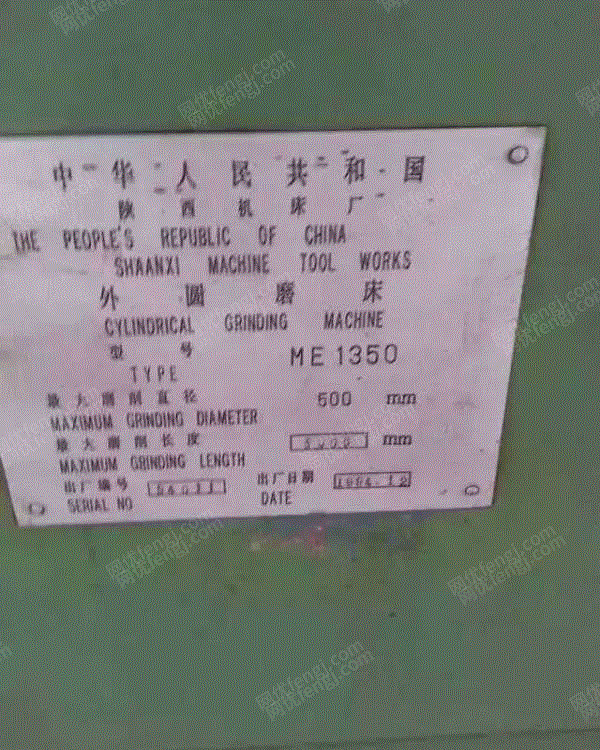 中华人民共和国
陕西机床厂
THE PEOPLE'S REPUBLIC OF CHINA
SHAANXI MACHINE TOOL WORKS
外圆磨床
CYLINDRICAL GRINDING MACHINE
型号 ME1350
TYPE
最大磨削直径 500 mm
MAXIMUM GRINDING DIAMETER
最大磨削长度 mm
MAXIMUM GRINDING LENGTH
出厂编号 出厂日期 1994.12
SERIAL NO DATE